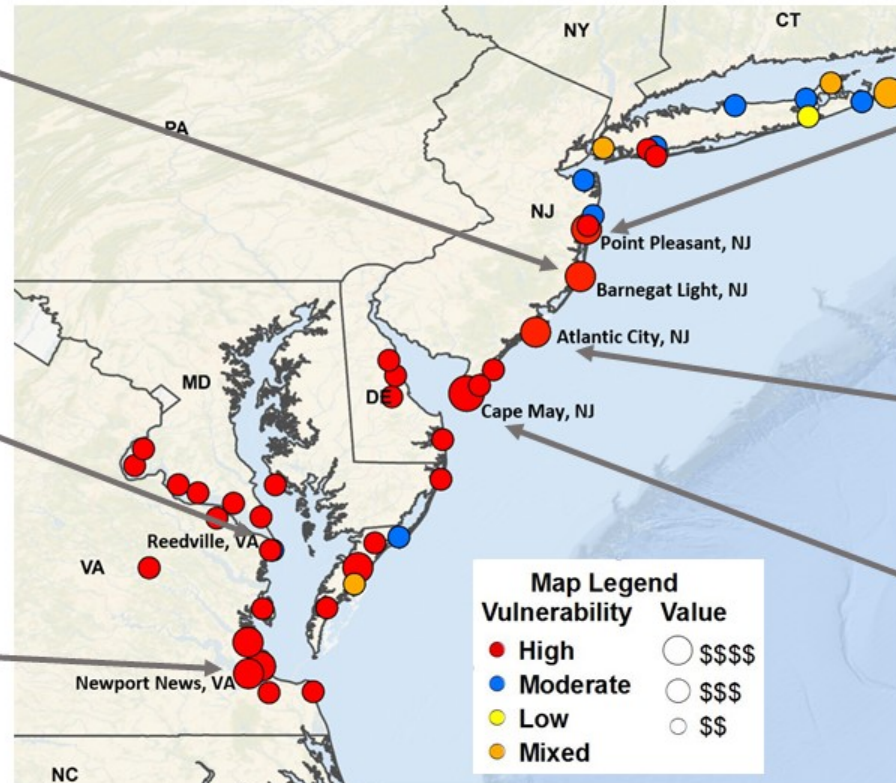 NY
CT
PA
NJ
Point Pleasant, NJ
Barnegat Light, NJ
Atlantic City, NJ
MD
DE
Cape May, NJ
Reedville, VA
VA
Newport News, VA
NC
Map Legend
Vulnerability Value
High $$$$
Moderate $$$
Low $$
Mixed